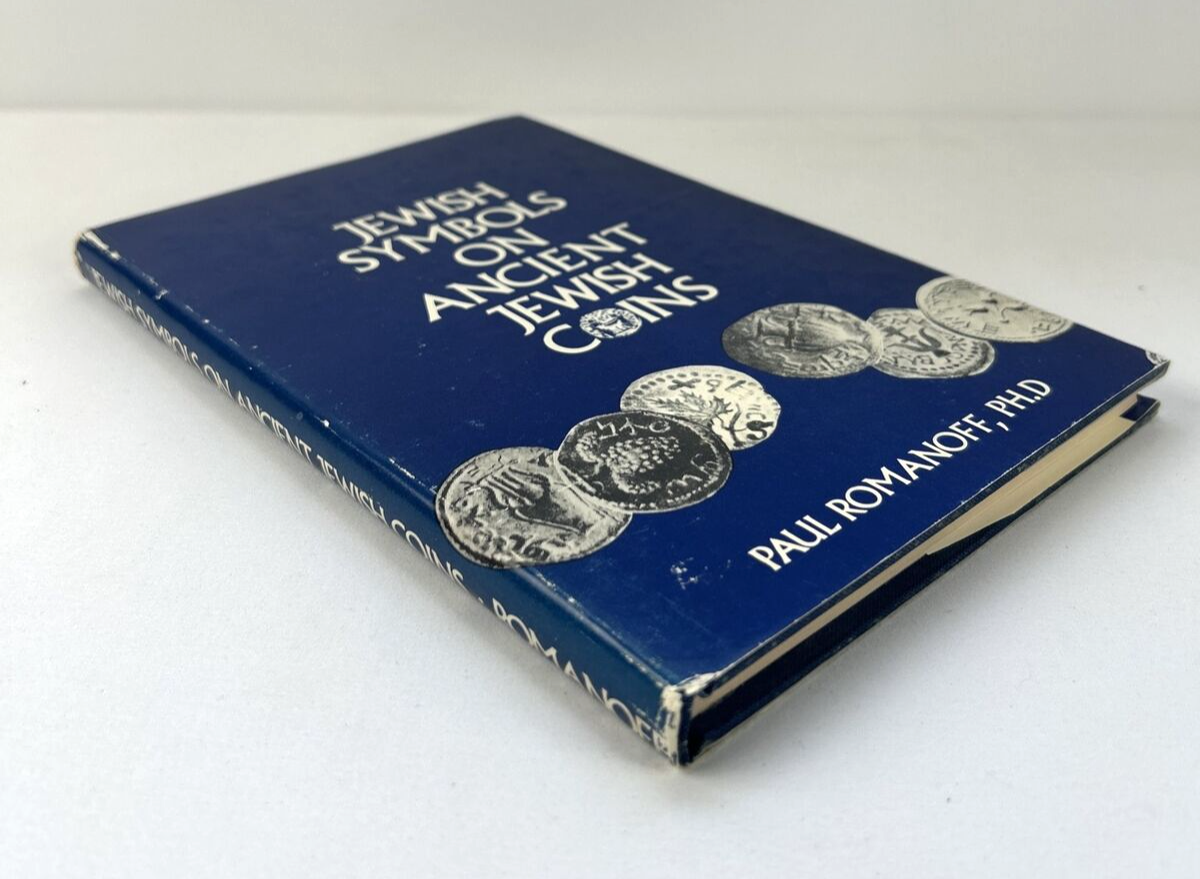 JEWISH
SYMBOLS
ON
ANCIENT
JEWISH
COINS
PAUL ROMANOFF, PH.D
JEWISH SYMBOLS ON ANCIENT JEWISH COINS · ROMANOFF